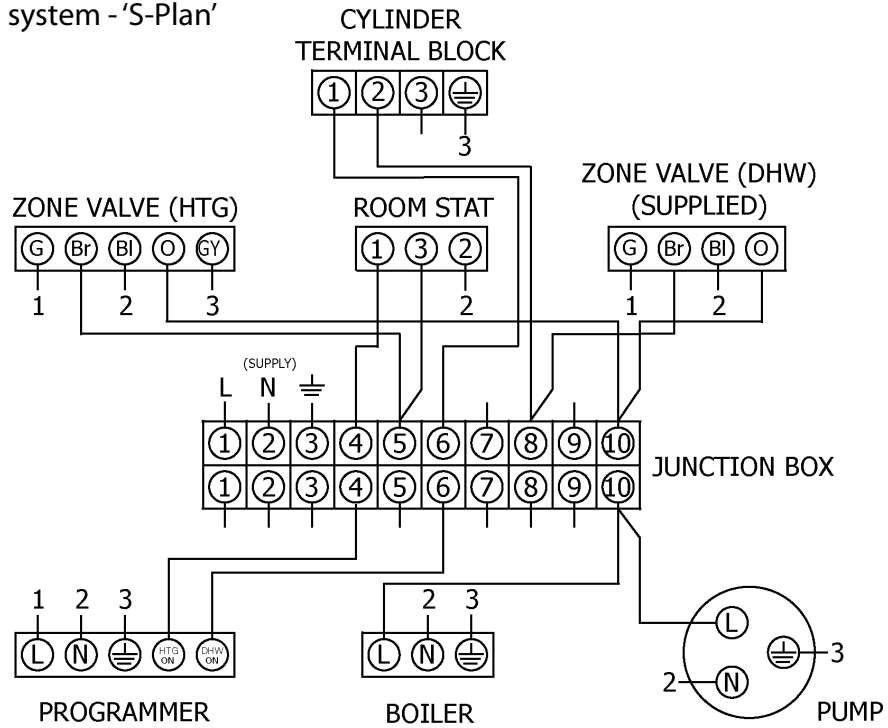 system - ‘S-Plan’
CYLINDER
TERMINAL BLOCK
1 2 3
3
ZONE VALVE (HTG)
G Br Bl O GY
1 2 3
ROOM STAT
1 3 2
2
ZONE VALVE (DHW)
(SUPPLIED)
G Br Bl O
1 2
(SUPPLY)
L N
1 2 3 4 5 6 7 8 9 10
1 2 3 4 5 6 7 8 9 10
JUNCTION BOX
1 2 3
L N HTG ON DHW ON
PROGRAMMER
2 3
L N
BOILER
L
3
2 N
PUMP